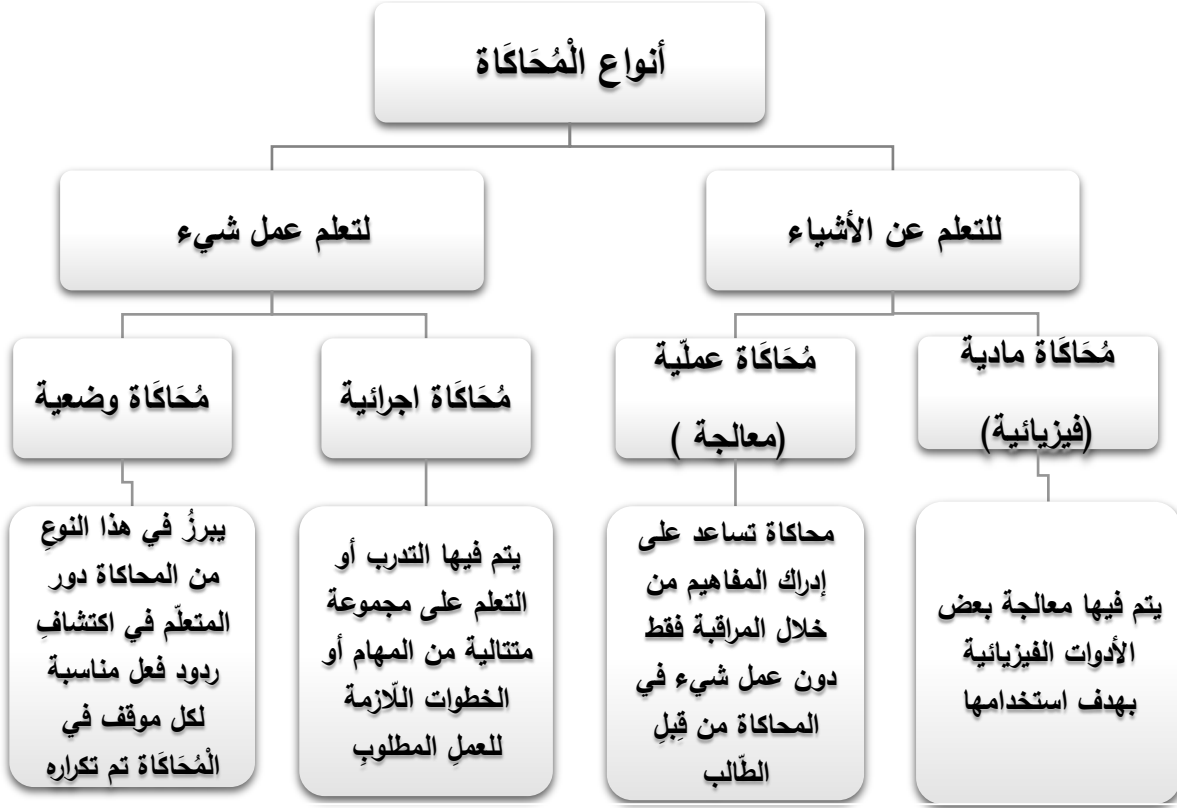 أنواع الْمُحَاكَاة
للتعلم عن الأشياء
لتعلم عمل شيء
مُحَاكَاة مادية
(فيزيائية)
مُحَاكَاة عمليّة
(معالجة )
مُحَاكَاة اجرائية
مُحَاكَاة وضعية
يتم فيها معالجة بعض
الأدوات الفيزيائية
بهدف استخدامها
محاكاة تساعد على
إدراك المفاهيم من
خلال المراقبة فقط
دون عمل شيء في
المحاكاة من قِبلِ
الطّالب
يتم فيها التدرب أو
التعلم على مجموعة
متتالية من المهام أو
الخطوات اللّازمة
للعملِ المطلوبِ
يبرزُ في هذا النوعِ
من المحاكاة دور
المتعلّم في اكتشافِ
ردود فعل مناسبة
لكل موقف في
الْمُحَاكَاة تم تكراره